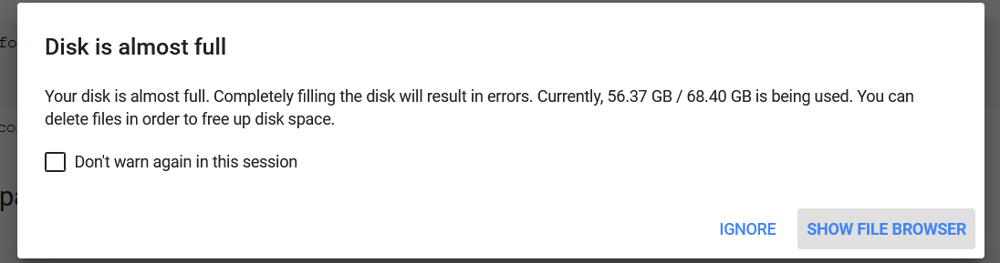 Disk is almost full
Your disk is almost full. Completely filling the disk will result in errors. Currently, 56.37 GB / 68.40 GB is being used. You can
delete files in order to free up disk space.
Don't warn again in this session
IGNORE SHOW FILE BROWSER